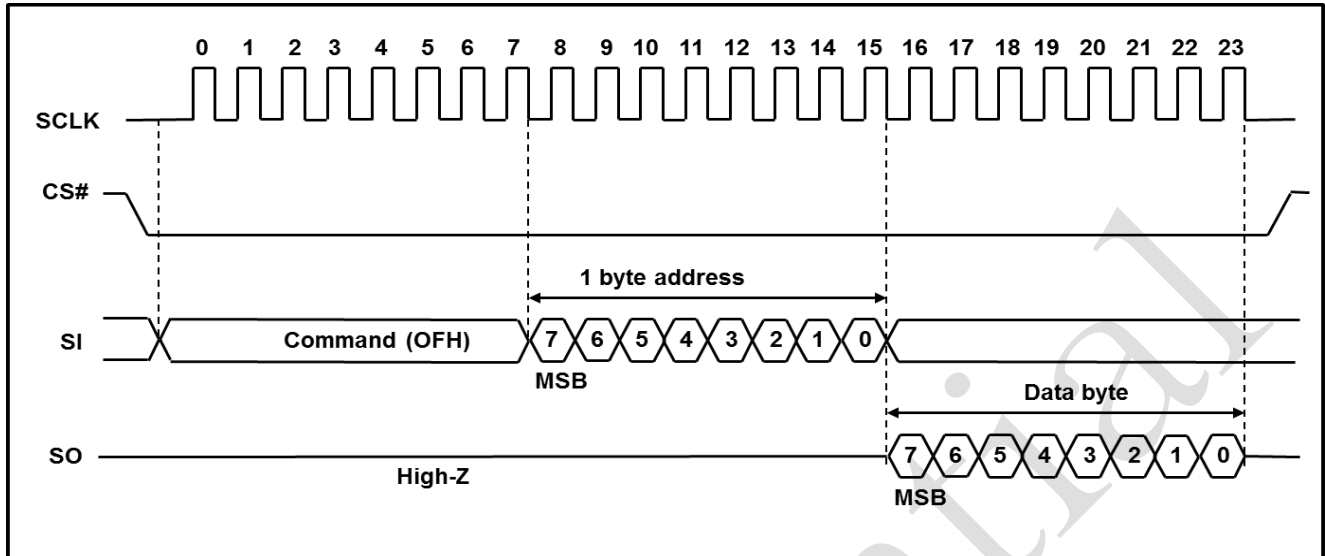 0 1 2 3 4 5 6 7 8 9 10 11 12 13 14 15 16 17 18 19 20 21 22 23
SCLK
CS#
1 byte address
SI Command (OFH) 7 6 5 4 3 2 1 0
MSB
Data byte
SO 7 6 5 4 3 2 1 0
High-Z
MSB
ntial